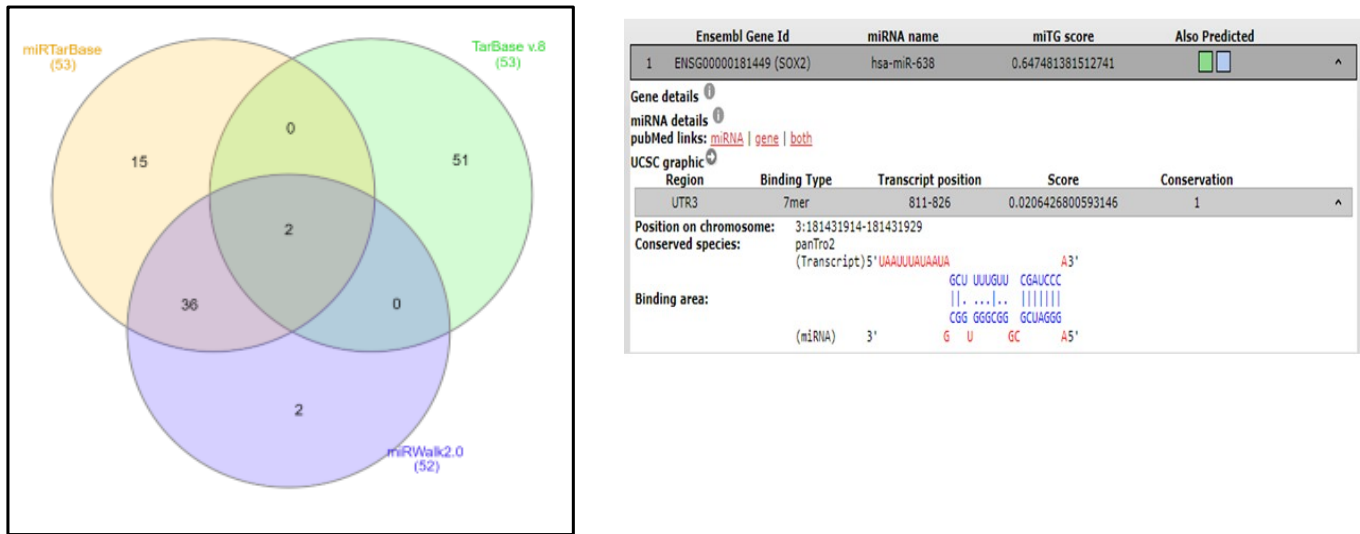 miRTarBase
(53)
TarBase v.8
(53)
0
15
51
2
36
0
2
miRWalk2.0
(52)
Ensembl Gene Id miRNA name miTG score Also Predicted
1 ENSG00000181449 (SOX2) hsa-miR-638 0.647481381512741 ^
Gene details i
miRNA details i
pubMed links: miRNA | gene | both
UCSC graphic
Region Binding Type Transcript position Score Conservation
UTR3 7mer 811-826 0.0206426800593146 1 ^
Position on chromosome: 3:181431914-181431929
Conserved species: panTro2
(Transcript) 5' UAAUUUAUAAUA A 3'
GCU UUUGUU CGAUCCC
Binding area: ||. ...|.. |||||||
CGG GGGCGG GCUAGGG
(miRNA) 3' G U GC A 5'